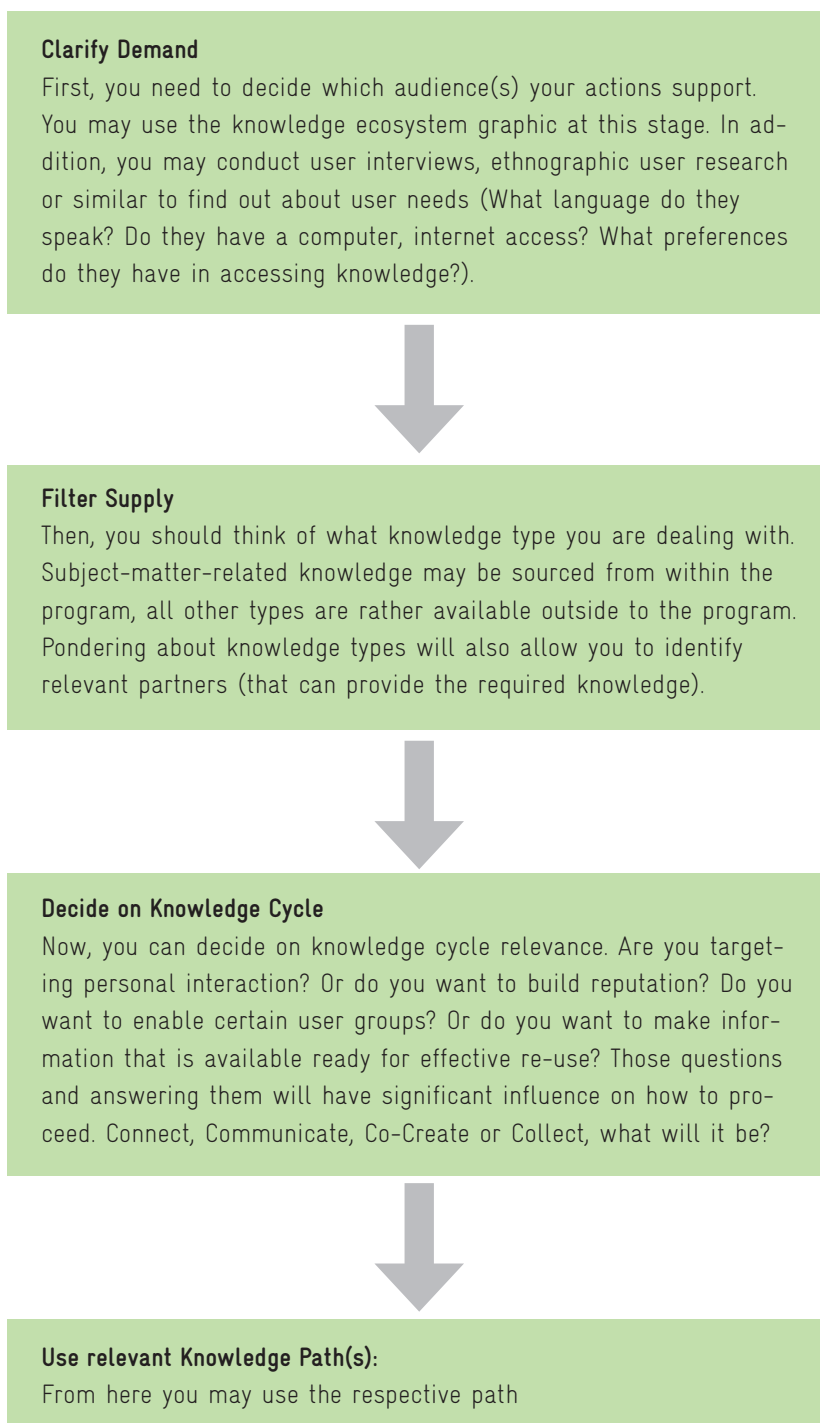 Clarify Demand
First, you need to decide which audience(s) your actions support.
You may use the knowledge ecosystem graphic at this stage. In ad-
dition, you may conduct user interviews, ethnographic user research
or similar to find out about user needs (What language do they
speak? Do they have a computer, internet access? What preferences
do they have in accessing knowledge?).
Filter Supply
Then, you should think of what knowledge type you are dealing with.
Subject-matter-related knowledge may be sourced from within the
program, all other types are rather available outside to the program.
Pondering about knowledge types will also allow you to identify
relevant partners (that can provide the required knowledge).
Decide on Knowledge Cycle
Now, you can decide on knowledge cycle relevance. Are you target-
ing personal interaction? Or do you want to build reputation? Do you
want to enable certain user groups? Or do you want to make infor-
mation that is available ready for effective re-use? Those questions
and answering them will have significant influence on how to pro-
ceed. Connect, Communicate, Co-Create or Collect, what will it be?
Use relevant Knowledge Path(s):
From here you may use the respective path